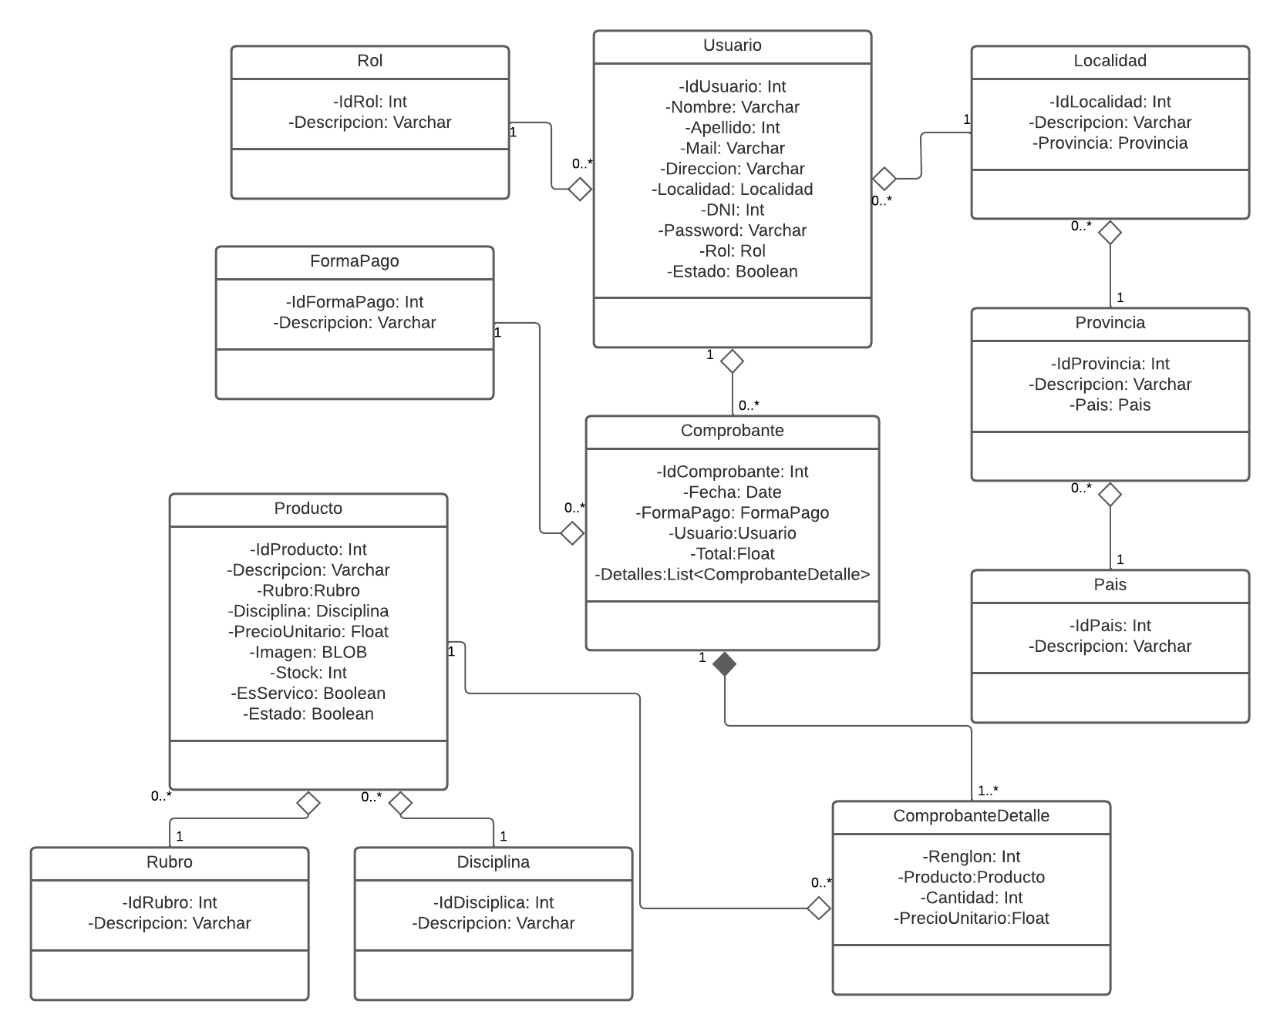 Rol
-IdRol: Int
-Descripcion: Varchar
1
0..*
Usuario
-IdUsuario: Int
-Nombre: Varchar
-Apellido: Int
-Mail: Varchar
-Direccion: Varchar
-Localidad: Localidad
-DNI: Int
-Password: Varchar
-Rol: Rol
-Estado: Boolean
1
0..*
Localidad
-IdLocalidad: Int
-Descripcion: Varchar
-Provincia: Provincia
0..*
1
FormaPago
-IdFormaPago: Int
-Descripcion: Varchar
1
0..*
1
0..*
Comprobante
-IdComprobante: Int
-Fecha: Date
-FormaPago: FormaPago
-Usuario:Usuario
-Total:Float
-Detalles:List<ComprobanteDetalle>
1
Provincia
-IdProvincia: Int
-Descripcion: Varchar
-Pais: Pais
0..*
1
Pais
-IdPais: Int
-Descripcion: Varchar
Producto
-IdProducto: Int
-Descripcion: Varchar
-Rubro:Rubro
-Disciplina: Disciplina
-PrecioUnitario: Float
-Imagen: BLOB
-Stock: Int
-EsServico: Boolean
-Estado: Boolean
1
0..*
0..*
1
1
Rubro
-IdRubro: Int
-Descripcion: Varchar
Disciplina
-IdDisciplica: Int
-Descripcion: Varchar
1..*
0..*
ComprobanteDetalle
-Renglon: Int
-Producto:Producto
-Cantidad: Int
-PrecioUnitario:Float